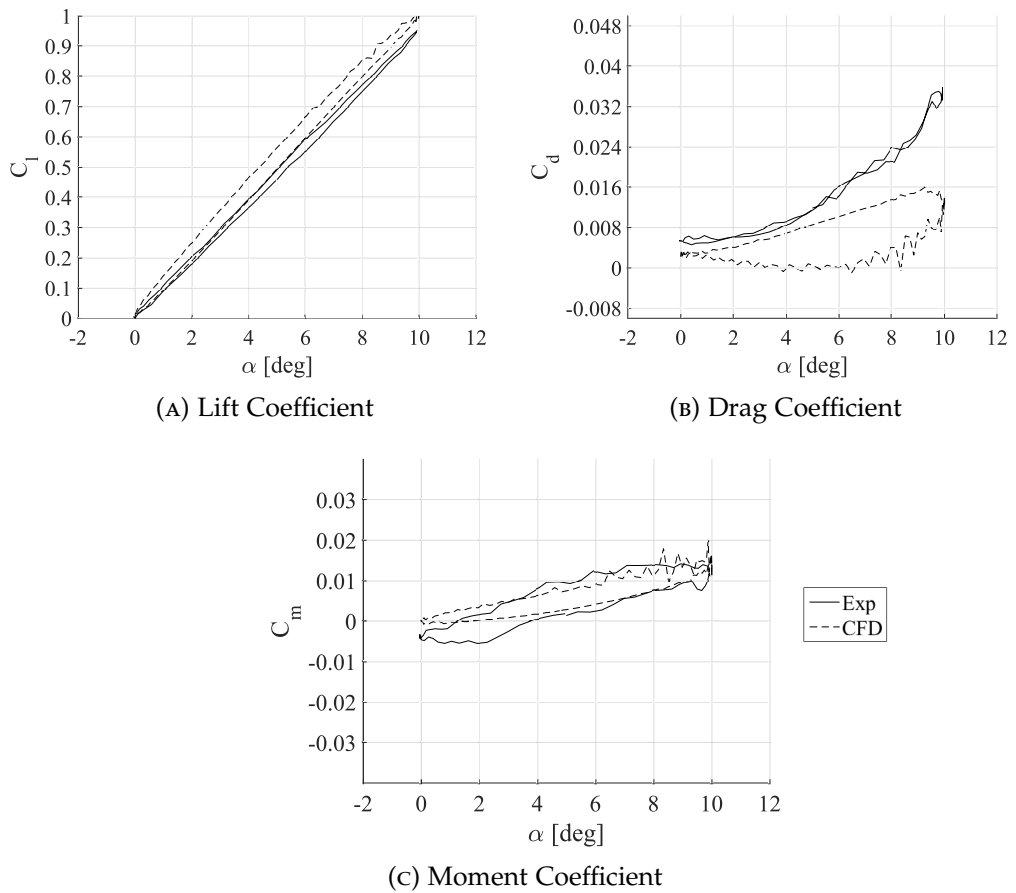 1
0.9
0.8
0.7
0.6
0.5
0.4
0.3
0.2
0.1
0
C_l
-2 0 2 4 6 8 10 12
α [deg]
(A) Lift Coefficient
0.048
0.04
0.032
0.024
0.016
0.008
0
-0.008
C_d
-2 0 2 4 6 8 10 12
α [deg]
(B) Drag Coefficient
0.03
0.02
0.01
0
-0.01
-0.02
-0.03
C_m
-2 0 2 4 6 8 10 12
α [deg]
Exp
CFD
(C) Moment Coefficient